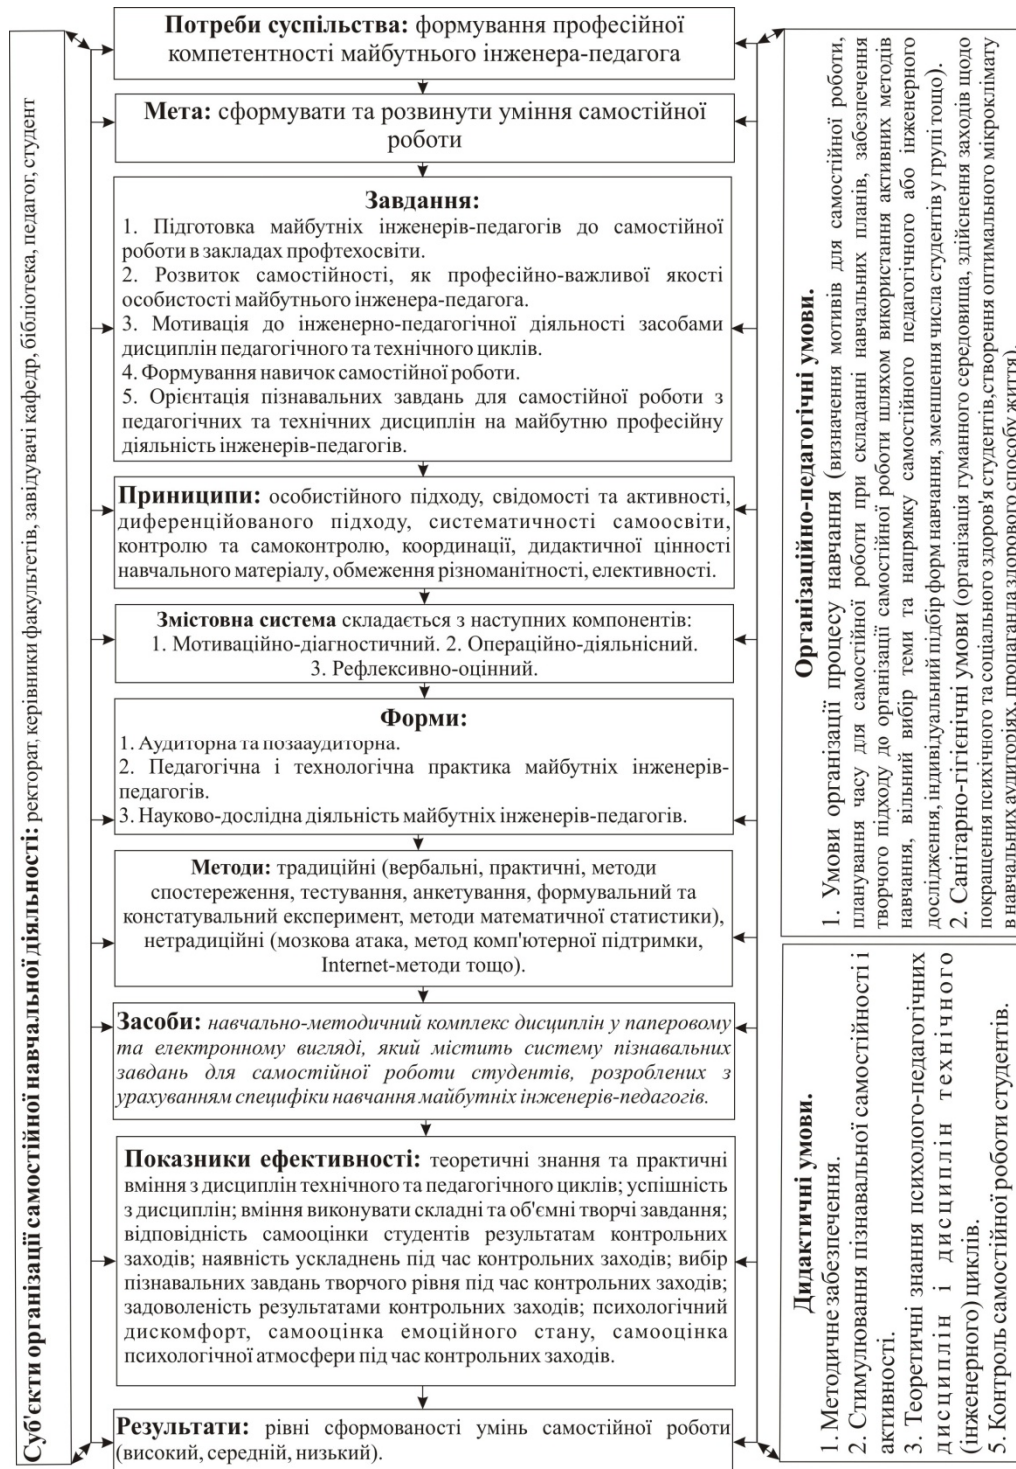 Суб'єкти організації самостійної навчальної діяльності: ректорат, керівники факультетів, завідувачі кафедр, бібліотека, педагог, студент
Потреби суспільства: формування професійної
компетентності майбутнього інженера-педагога
Мета: сформувати та розвинути уміння самостійної
роботи
Завдання:
1. Підготовка майбутніх інженерів-педагогів до самостійної
роботи в закладах профтехосвіти.
2. Розвиток самостійності, як професійно-важливої якості
особистості майбутнього інженера-педагога.
3. Мотивація до інженерно-педагогічної діяльності засобами
дисциплін педагогічного та технічного циклів.
4. Формування навичок самостійної роботи.
5. Орієнтація пізнавальних завдань для самостійної роботи з
педагогічних та технічних дисциплін на майбутню професійну
діяльність інженерів-педагогів.
Приниципи: особистійного підходу, свідомості та активності,
диференційованого підходу, систематичності самоосвіти,
контролю та самоконтролю, координації, дидактичної цінності
навчального матеріалу, обмеження різноманітності, елективності.
Змістовна система складається з наступних компонентів:
1. Мотиваційно-діагностичний. 2. Операційно-діяльнісний.
3. Рефлексивно-оцінний.
Форми:
1. Аудиторна та позааудиторна.
2. Педагогічна і технологічна практика майбутніх інженерів-
педагогів.
3. Науково-дослідна діяльність майбутніх інженерів-педагогів.
Методи: традиційні (вербальні, практичні, методи
спостереження, тестування, анкетування, формувальний та
констатувальний експеримент, методи математичної статистики),
нетрадиційні (мозкова атака, метод комп'ютерної підтримки,
Internet-методи тощо).
Засоби: навчально-методичний комплекс дисциплін у паперовому
та електронному вигляді, який містить систему пізнавальних
завдань для самостійної роботи студентів, розроблених з
урахуванням специфіки навчання майбутніх інженерів-педагогів.
Показники ефективності: теоретичні знання та практичні
вміння з дисциплін технічного та педагогічного циклів; успішність
з дисциплін; вміння виконувати складні та об'ємні творчі завдання;
відповідність самооцінки студентів результатам контрольних
заходів; наявність ускладнень під час контрольних заходів; вибір
пізнавальних завдань творчого рівня під час контрольних заходів;
задоволеність результатами контрольних заходів; психологічний
дискомфорт, самооцінка емоційного стану, самооцінка
психологічної атмосфери під час контрольних заходів.
Результати: рівні сформованості умінь самостійної роботи
(високий, середній, низький).
Організаційно-педагогічні умови.
1. Умови організації процесу навчання (визначення мотивів для самостійної роботи,
планування часу для самостійної роботи при складанні навчальних планів, забезпечення
творчого підходу до організації самостійної роботи шляхом використання активних методів
навчання, вільний вибір теми та напрямку самостійного педагогічного або інженерного
дослідження, індивідуальний підбір форм навчання, зменшення числа студентів у групі тощо).
2. Санітарно-гігієнічні умови (організація гуманного середовища, здійснення заходів щодо
покращення психічного та соціального здоров'я студентів,створення оптимального мікроклімату
в навчальних аудиторіях, пропаганда здорового способу життя).
Дидактичні умови.
1. Методичне забезпечення.
2. Стимулювання пізнавальної самостійності і
активності.
3. Теоретичні знання психолого-педагогічних
дисциплін і дисциплін технічного
(інженерного) циклів.
5. Контроль самостійної роботи студентів.